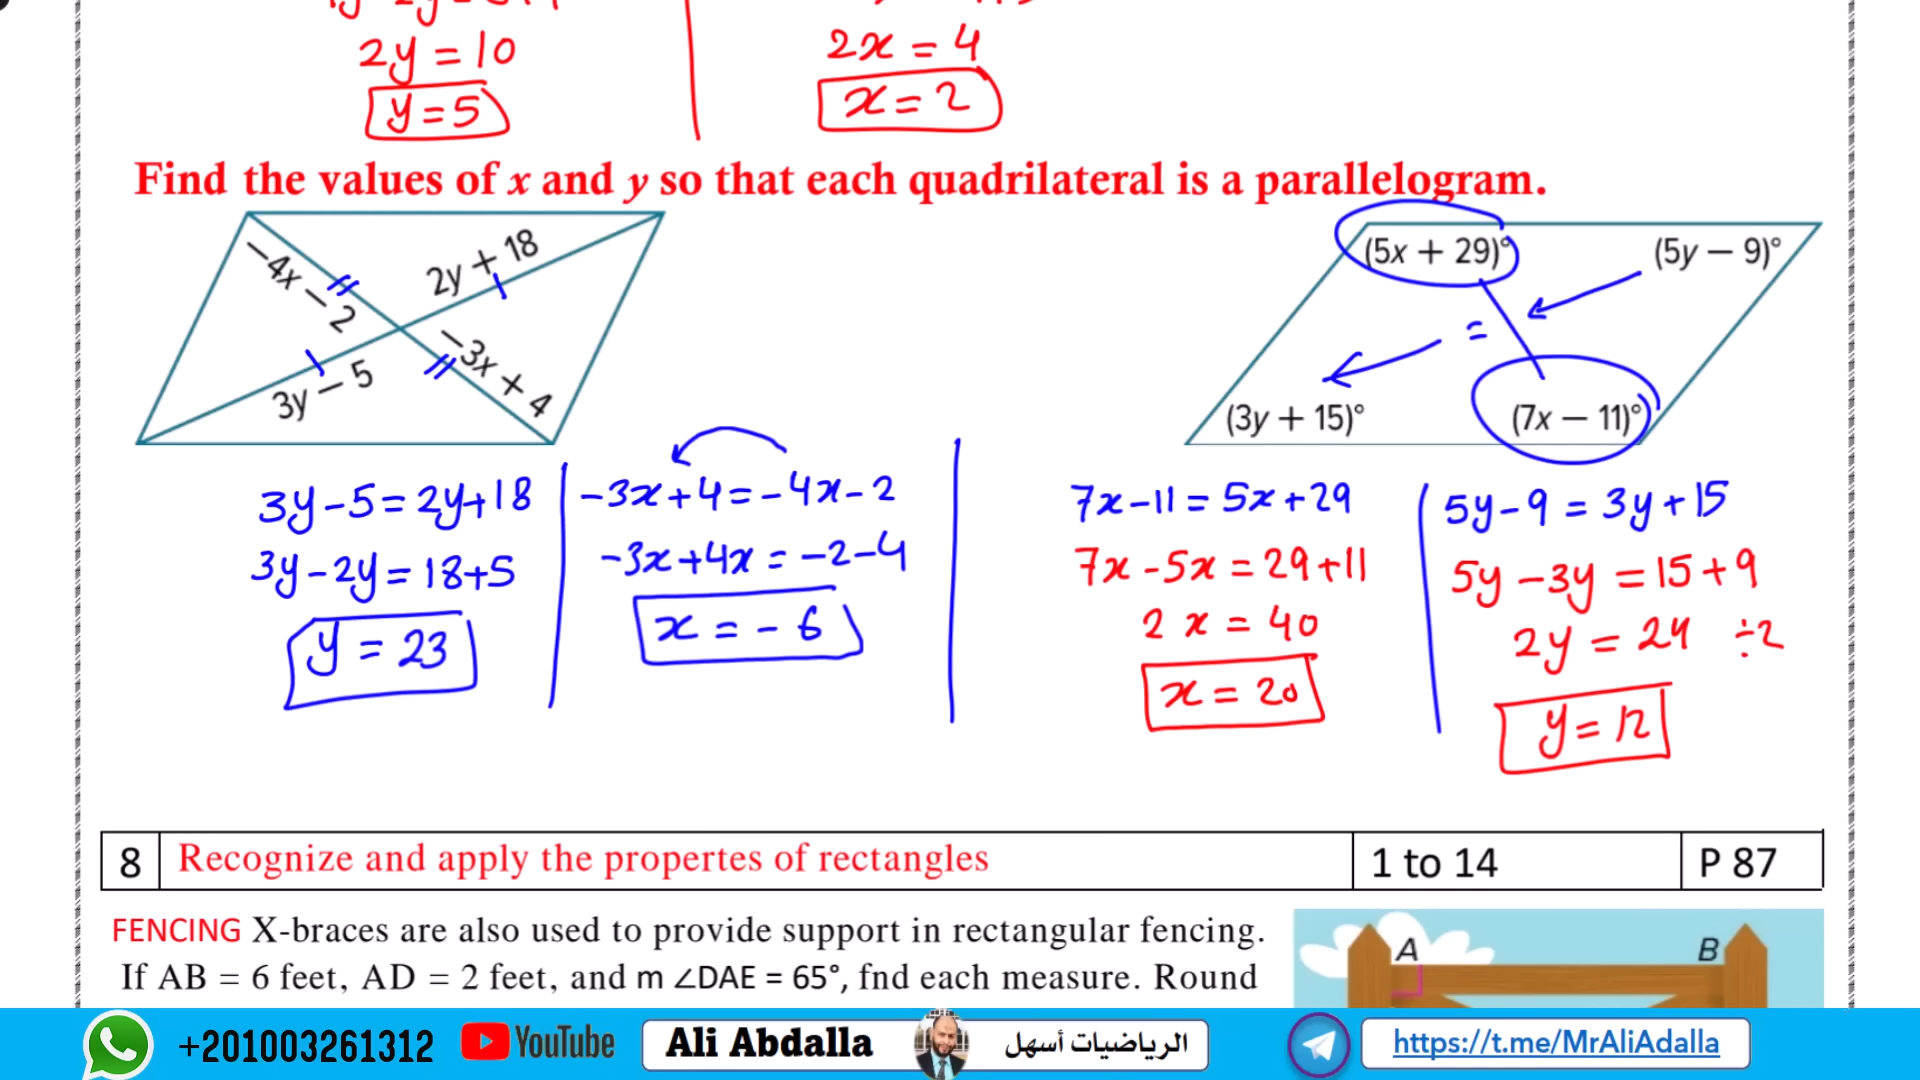 2y = 10
y = 5
2x = 4
x = 2
Find the values of x and y so that each quadrilateral is a parallelogram.
-4x - 2
2y + 18
3y - 5
-3x + 4
(5x + 29)°
(5y - 9)°
=
(3y + 15)°
(7x - 11)°
3y-5=2y+18
3y-2y=18+5
y = 23
-3x+4=-4x-2
-3x+4x = -2-4
x = -6
7x-11 = 5x+29
7x-5x = 29+11
2x = 40
x = 20
5y-9 = 3y+15
5y-3y = 15+9
2y = 24 ÷2
y = 12
8 Recognize and apply the propertes of rectangles 1 to 14 P 87
FENCING X-braces are also used to provide support in rectangular fencing.
If AB = 6 feet, AD = 2 feet, and m ∠DAE = 65°, fnd each measure. Round
A
B
+201003261312 YouTube Ali Abdalla الرياضيات أسهل https://t.me/MrAliAdalla